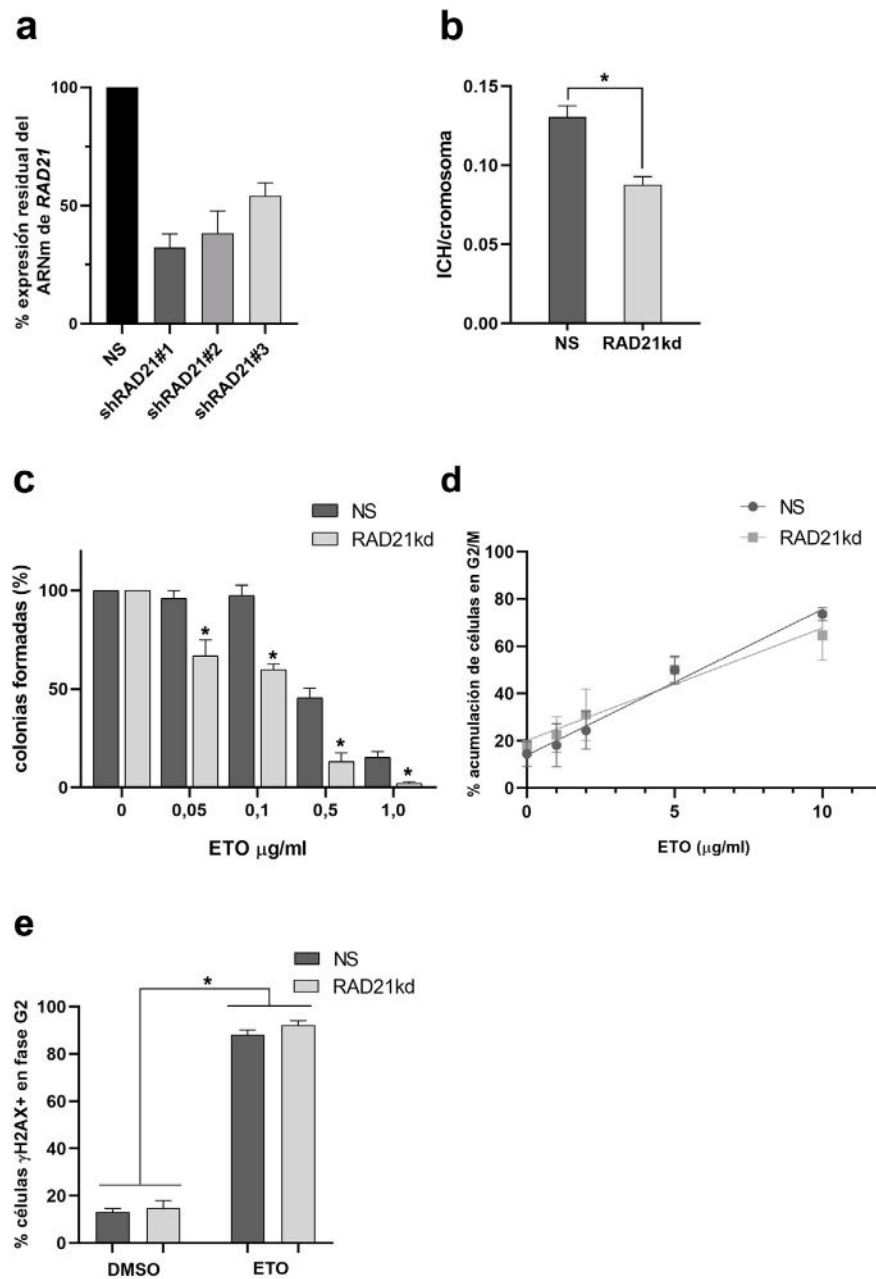 a
% expresión residual del
ARNm de RAD21
100
50
0
NS
shRAD21#1
shRAD21#2
shRAD21#3
b
ICH/cromosoma
0.15
0.10
0.05
0.00
*
NS RAD21kd
c
NS
RAD21kd
colonias formadas (%)
100
50
0
*
*
*
*
0 0,05 0,1 0,5 1,0
ETO μg/ml
d
NS
RAD21kd
% acumulación de células en G2/M
100
80
60
40
20
0
0 5 10
ETO (μg/ml)
e
NS
RAD21kd
% células γH2AX+ en fase G2
100
80
60
40
20
0
*
DMSO ETO